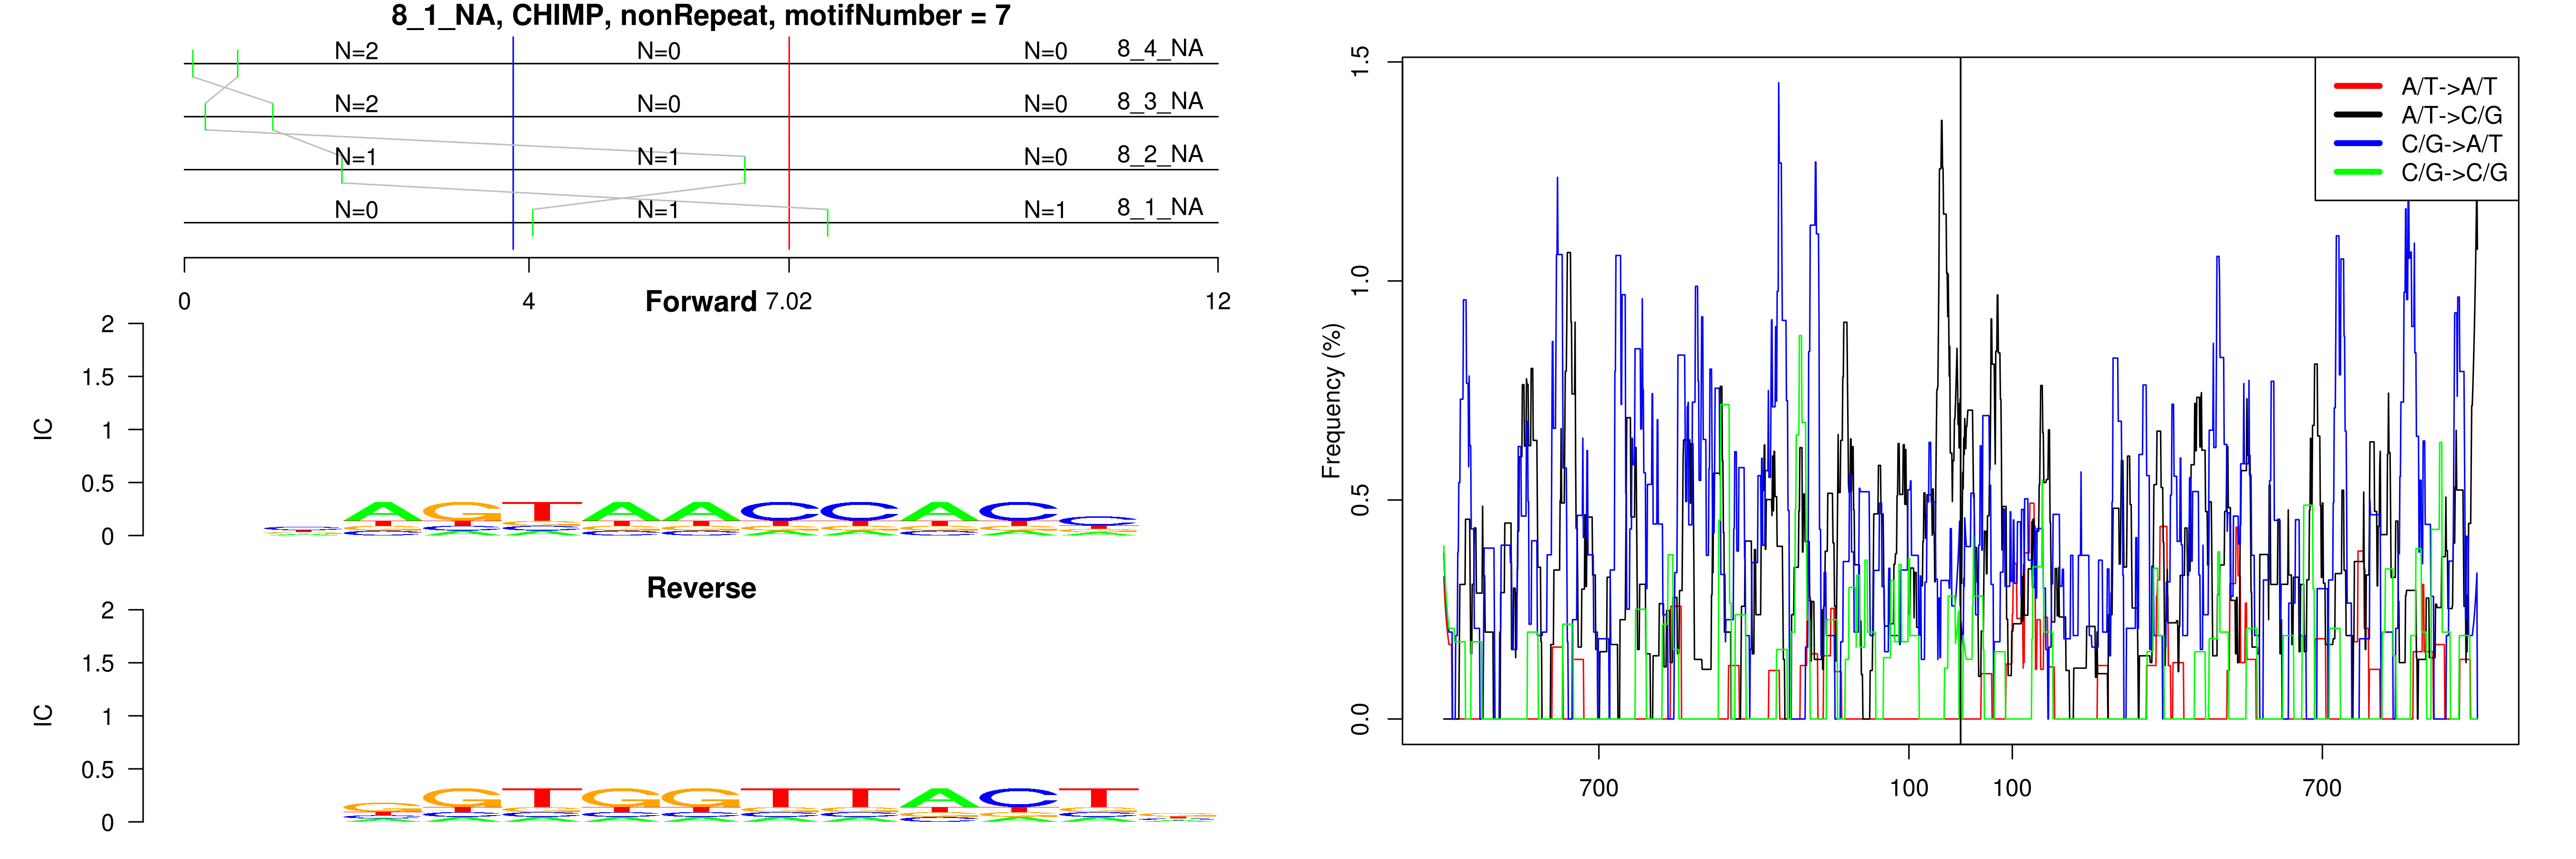 8_1_NA, CHIMP, nonRepeat, motifNumber = 7
N=2 N=0 N=0 8_4_NA
N=2 N=0 N=0 8_3_NA
N=1 N=1 N=0 8_2_NA
N=0 N=1 N=1 8_1_NA
0 4 7.02 12
Forward
IC
2
1.5
1
0.5
0
AGTAACCACC
Reverse
IC
2
1.5
1
0.5
0
GGTGGTTACT
Frequency (%)
1.5
1.0
0.5
0.0
700 100 100 700
A/T->A/T
A/T->C/G
C/G->A/T
C/G->C/G